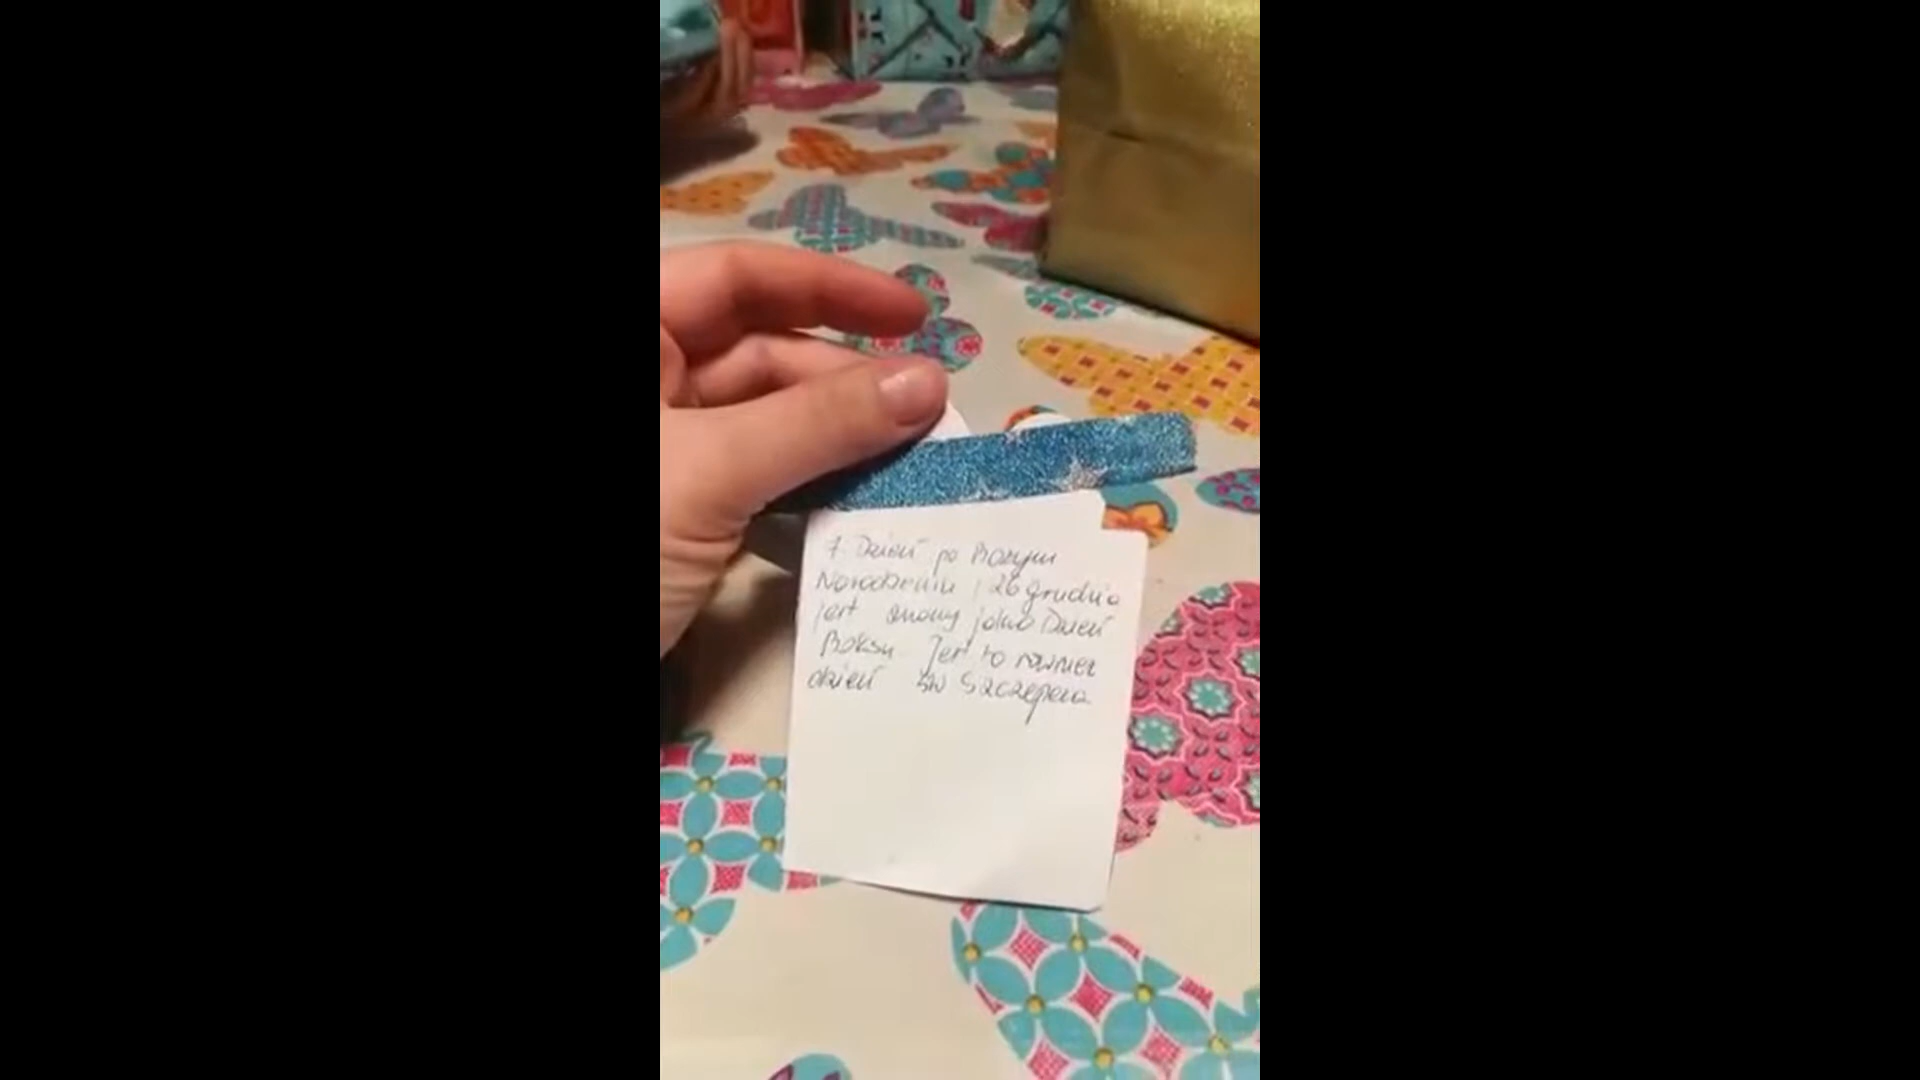 7. Dzień po Bożym
Narodzeniu, 26 grudnia
jest znany jako Dzień
Boksu. Jest to również
dzień św Szczepana.